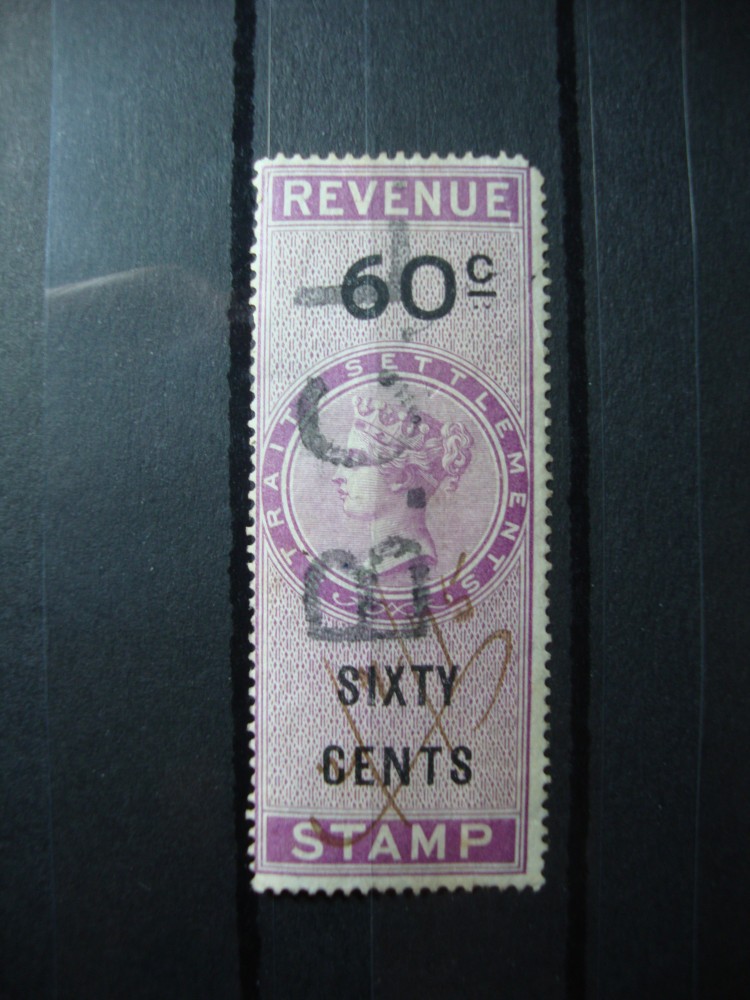 REVENUE
60c
STRAITS SETTLEMENTS
SIXTY
CENTS
STAMP
B.C.